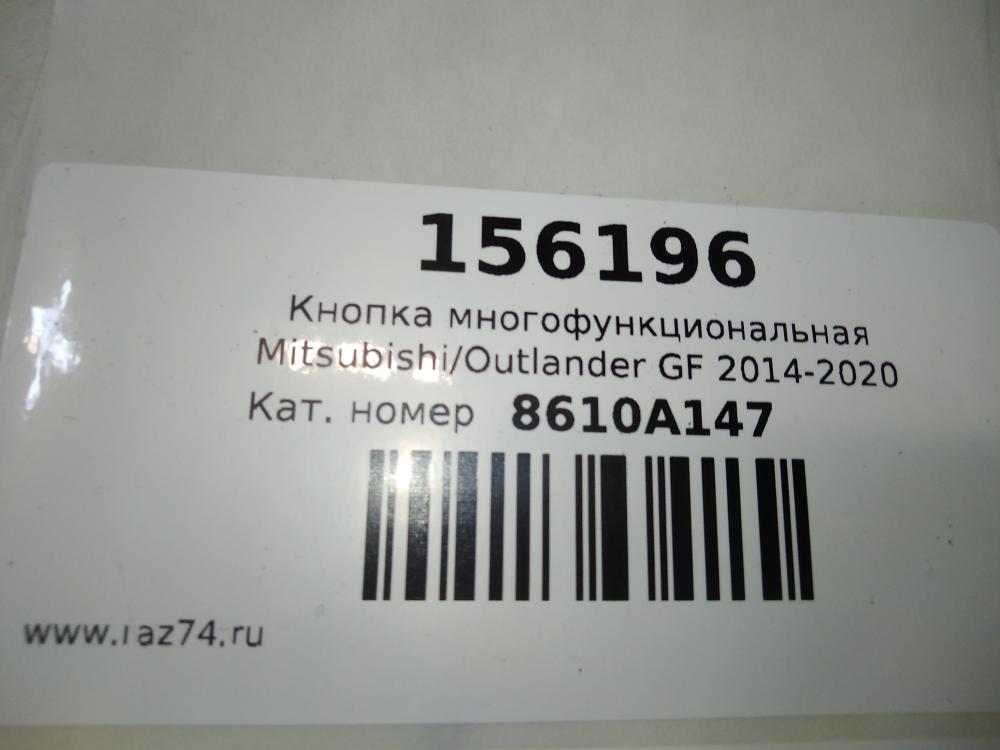 156196
Кнопка многофункциональная
Mitsubishi/Outlander GF 2014-2020
Кат. номер 8610A147
www.raz74.ru